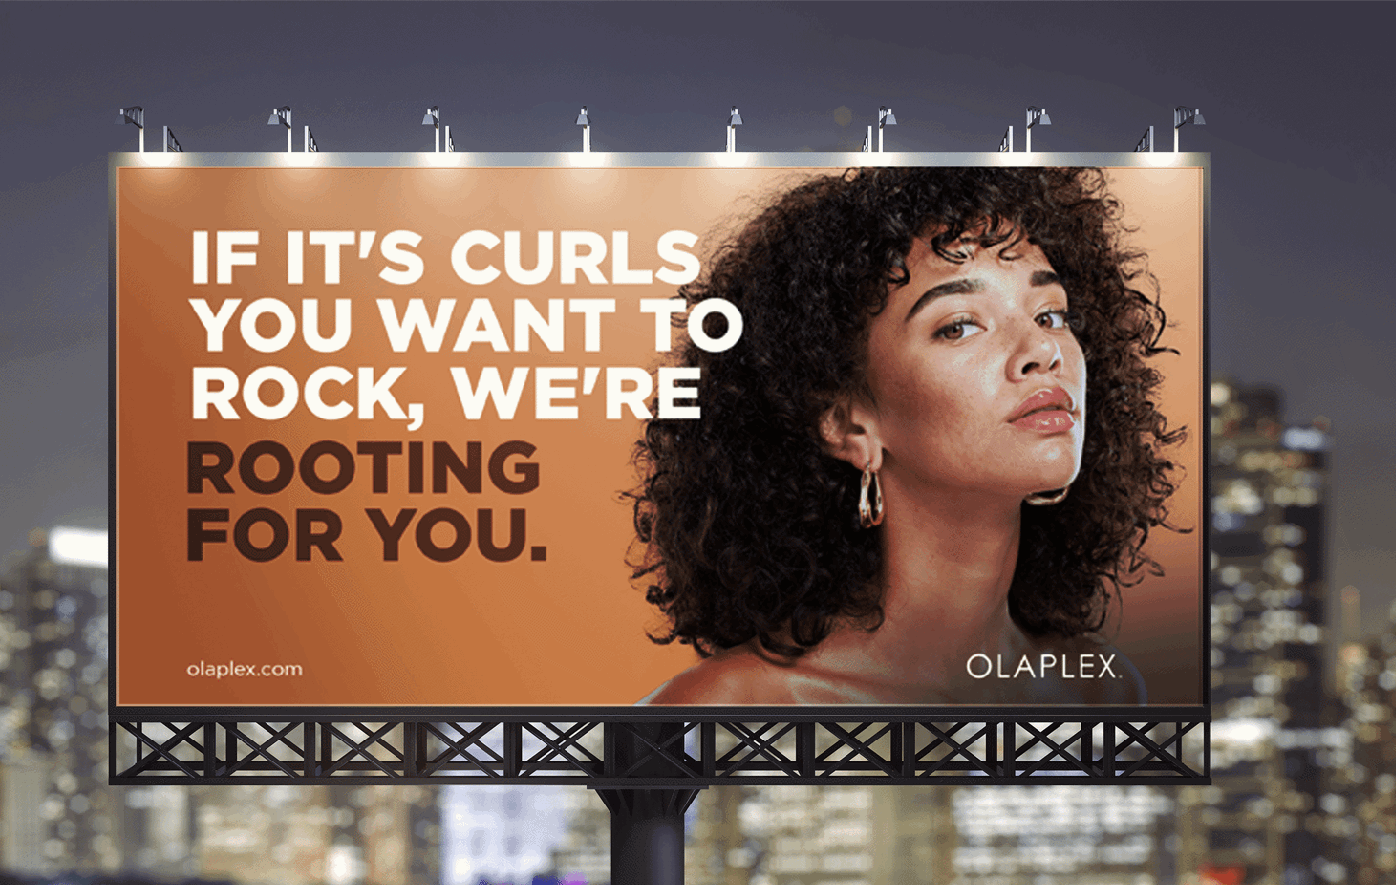 IF IT'S CURLS
YOU WANT TO
ROCK, WE'RE
ROOTING
FOR YOU.
olaplex.com
OLAPLEX.